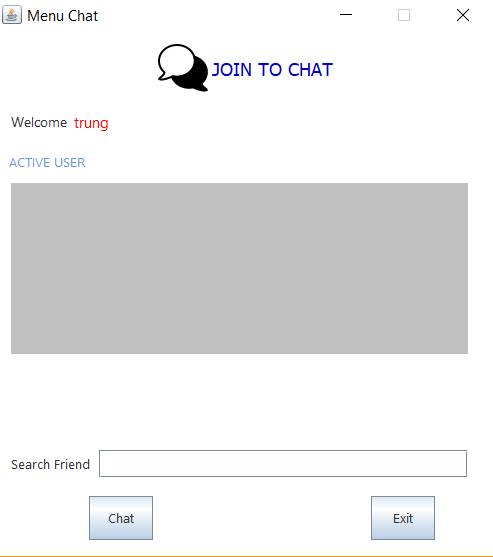 Menu Chat
JOIN TO CHAT
Welcome trung
ACTIVE USER
Search Friend
Chat Exit